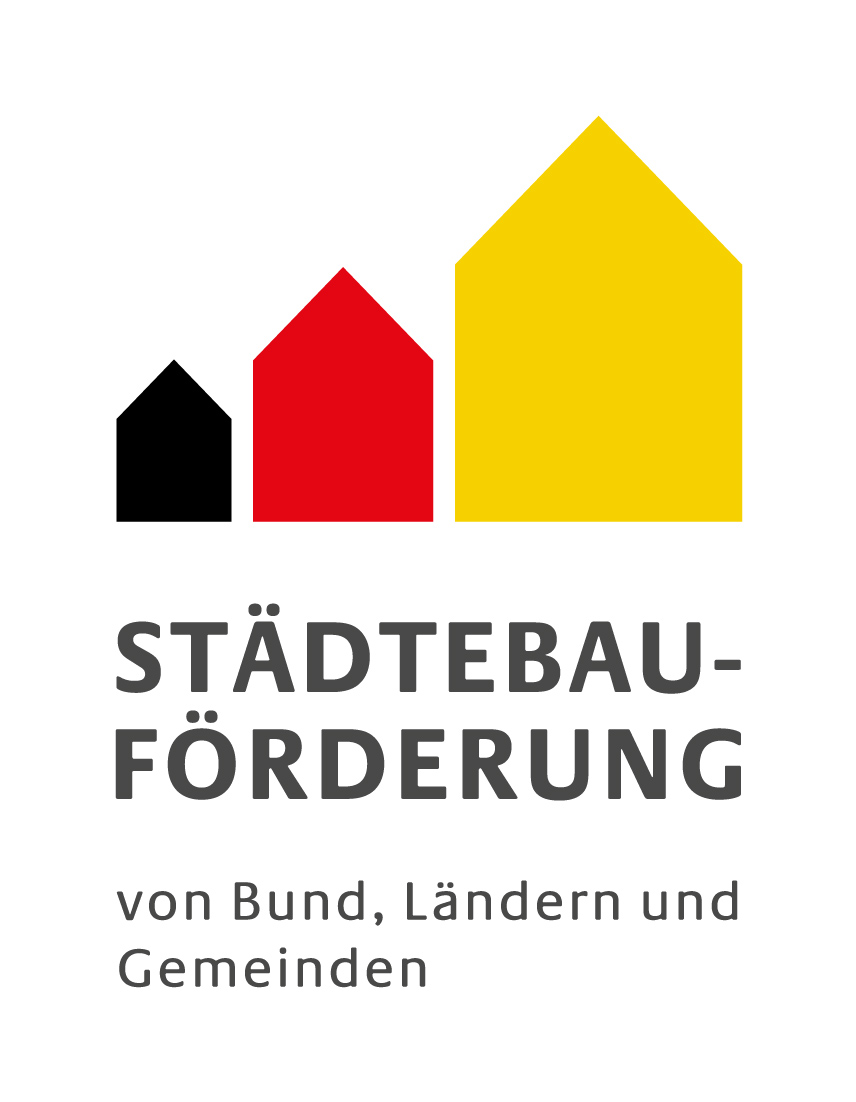 STÄDTEBAU-
FÖRDERUNG
von Bund, Ländern und
Gemeinden